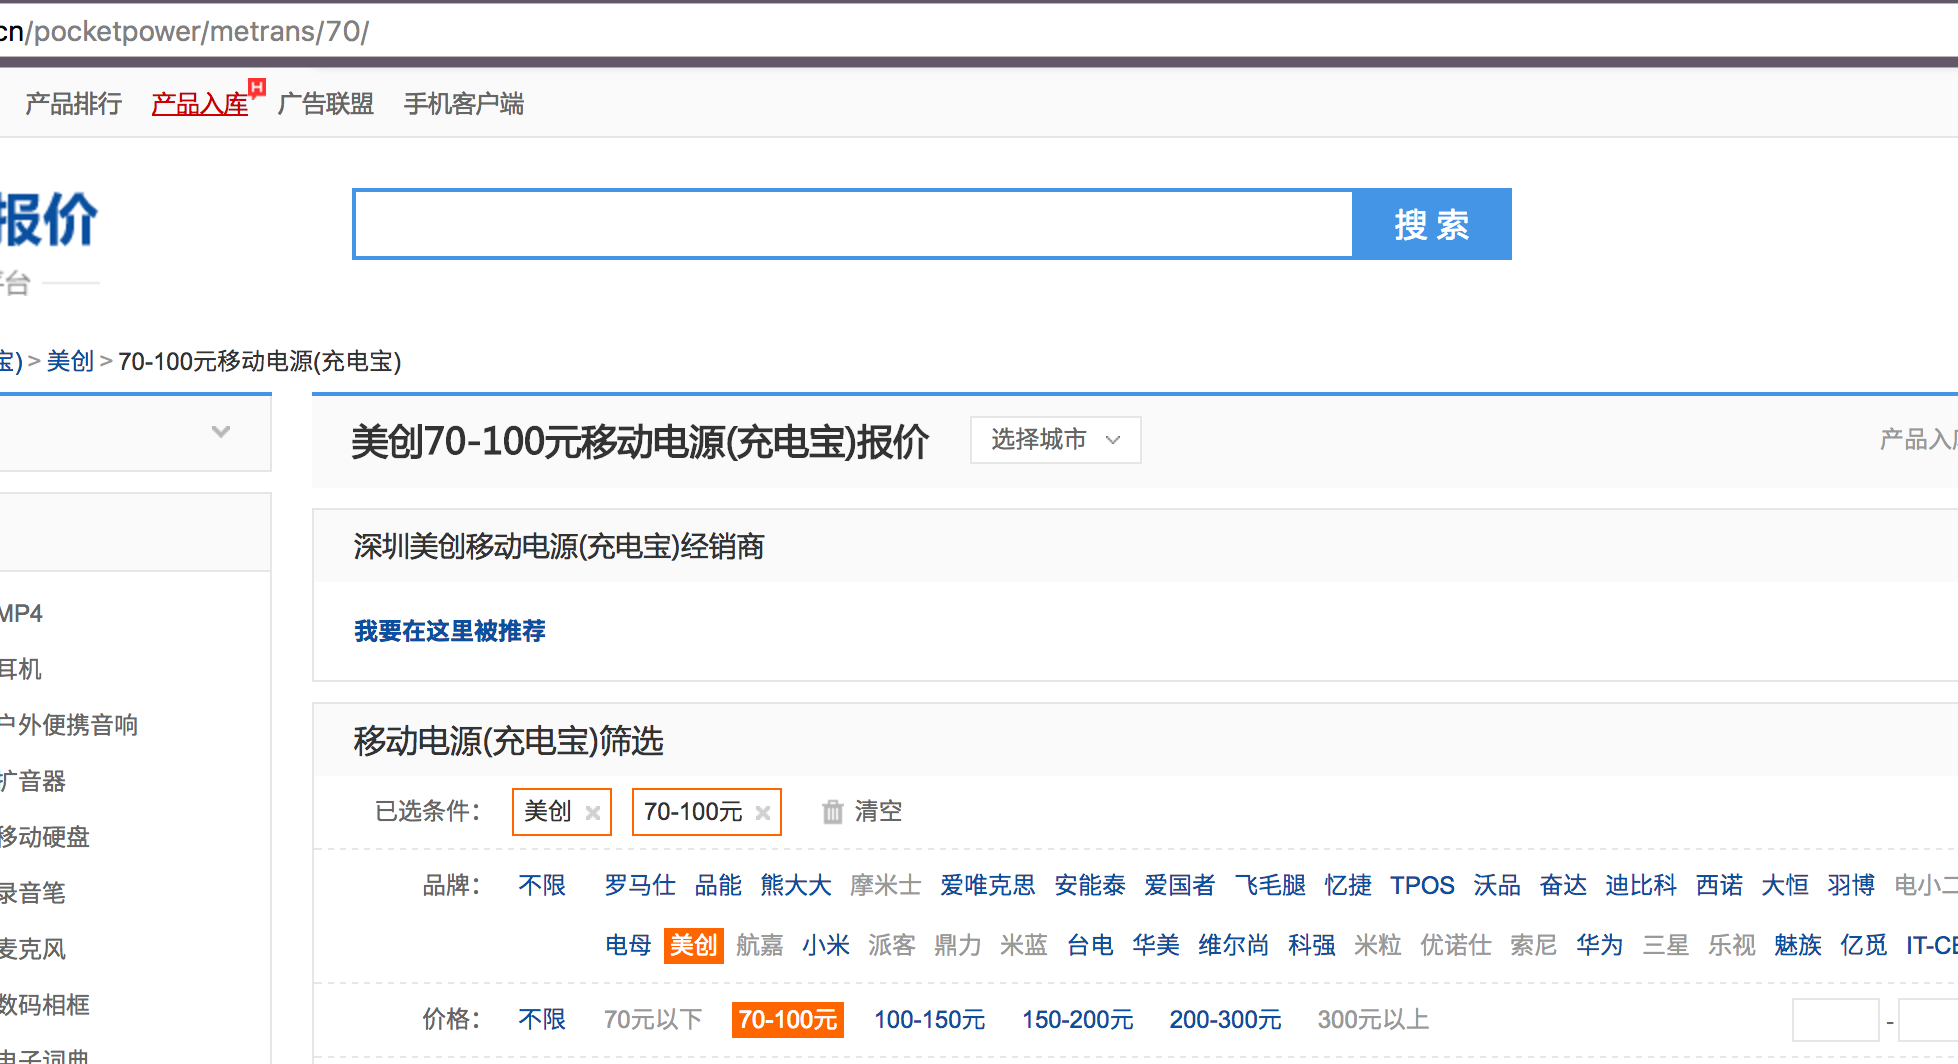 cn/pocketpower/metrans/70/
产品排行 产品入库 H 广告联盟 手机客户端
报价
搜 索
平台
宝) > 美创 > 70-100元移动电源(充电宝)
美创70-100元移动电源(充电宝)报价 选择城市 产品入库
深圳美创移动电源(充电宝)经销商
我要在这里被推荐
MP4
耳机
户外便携音响
扩音器
移动硬盘
录音笔
麦克风
数码相框
电子词典
移动电源(充电宝)筛选
已选条件： 美创 70-100元 清空
品牌： 不限 罗马仕 品能 熊大大 摩米士 爱唯克思 安能泰 爱国者 飞毛腿 忆捷 TPOS 沃品 奋达 迪比科 西诺 大恒 羽博 电小二
电母 美创 航嘉 小米 派客 鼎力 米蓝 台电 华美 维尔尚 科强 米粒 优诺仕 索尼 华为 三星 乐视 魅族 亿觅 IT-CE
价格： 不限 70元以下 70-100元 100-150元 150-200元 200-300元 300元以上 -